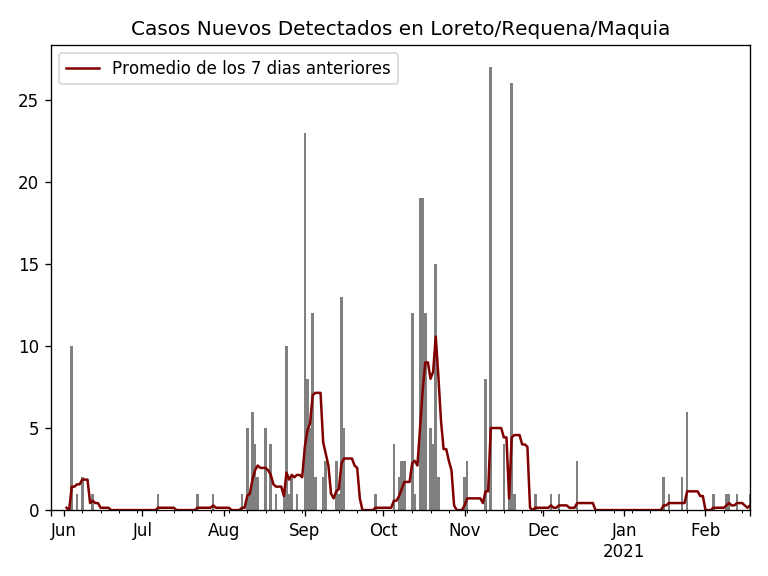 Casos Nuevos Detectados en Loreto/Requena/Maquia
Promedio de los 7 dias anteriores
25
20
15
10
5
0
Jun Jul Aug Sep Oct Nov Dec Jan Feb
2021